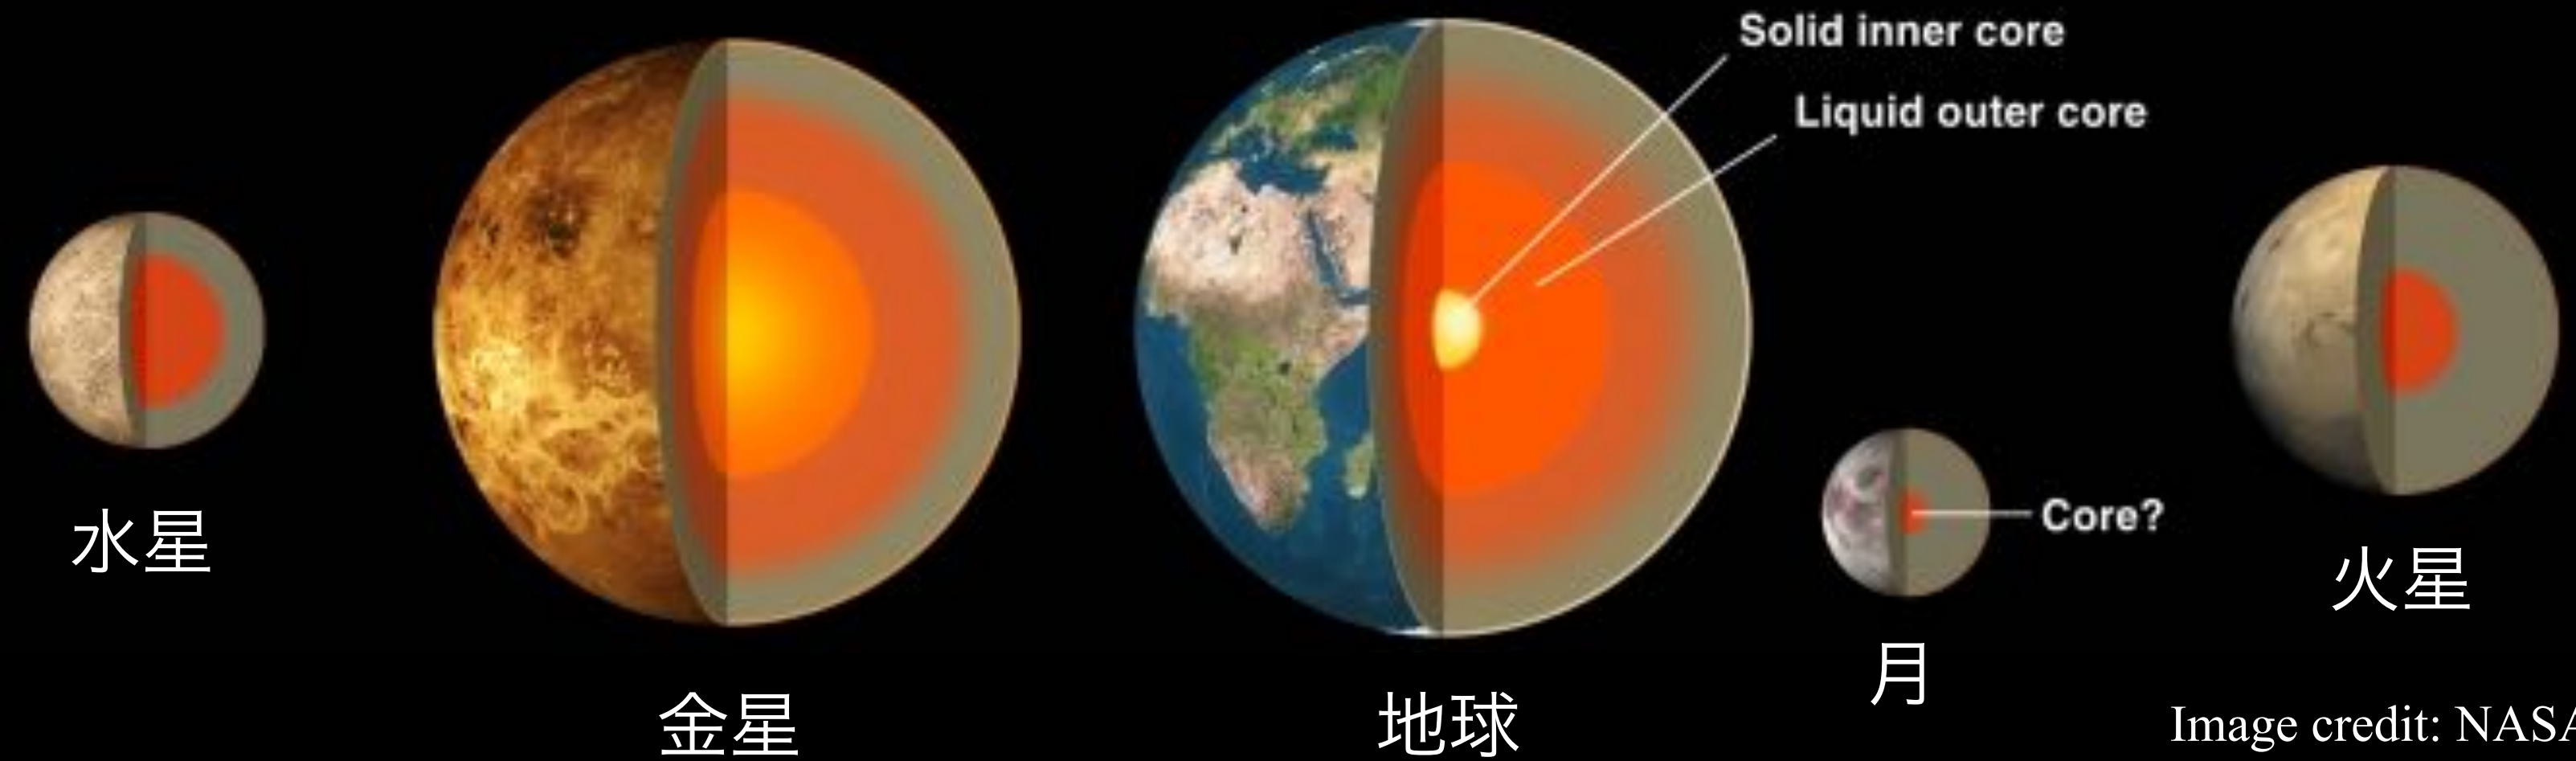 Solid inner core
Liquid outer core
Core?
水星
金星
地球
月
火星
Image credit: NASA